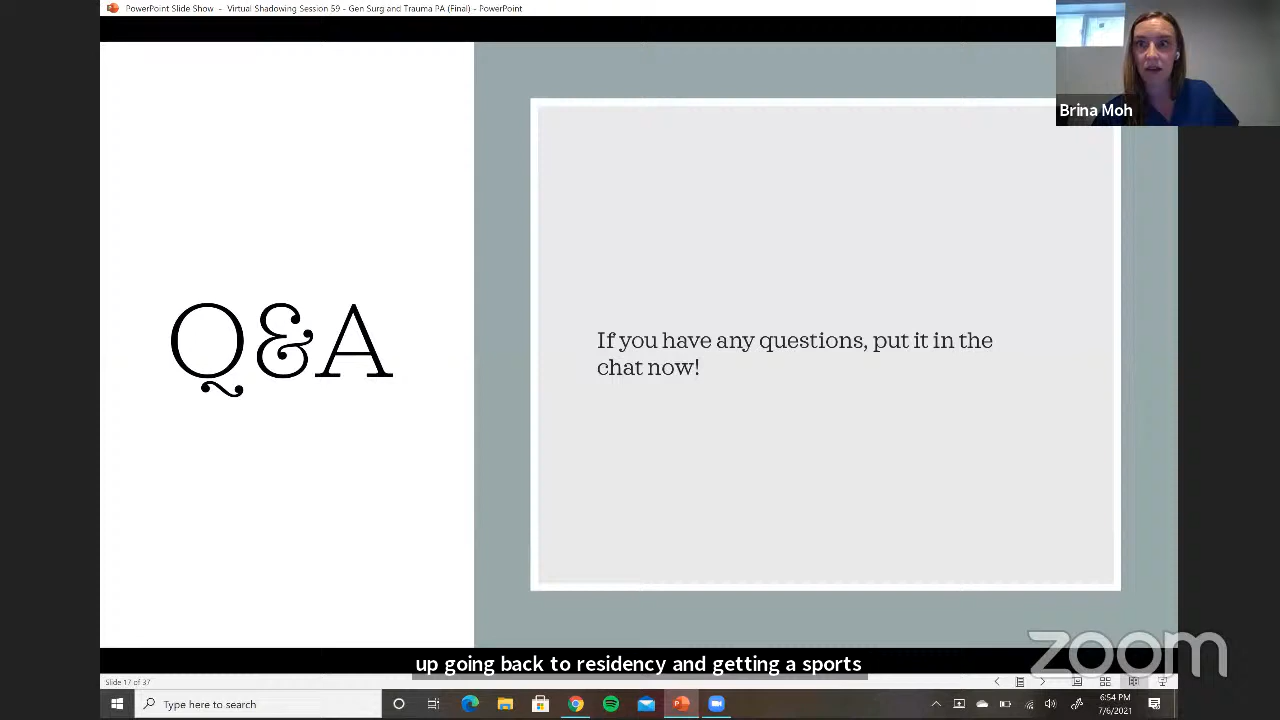 PowerPoint Slide Show - Virtual Shadowing Session 59 - Gen Surg and Trauma PA (Final) - PowerPoint
Brina Moh
Q&A
If you have any questions, put it in the
chat now!
zoom
up going back to residency and getting a sports
Slide 17 of 37
Type here to search
6:54 PM
7/6/2021